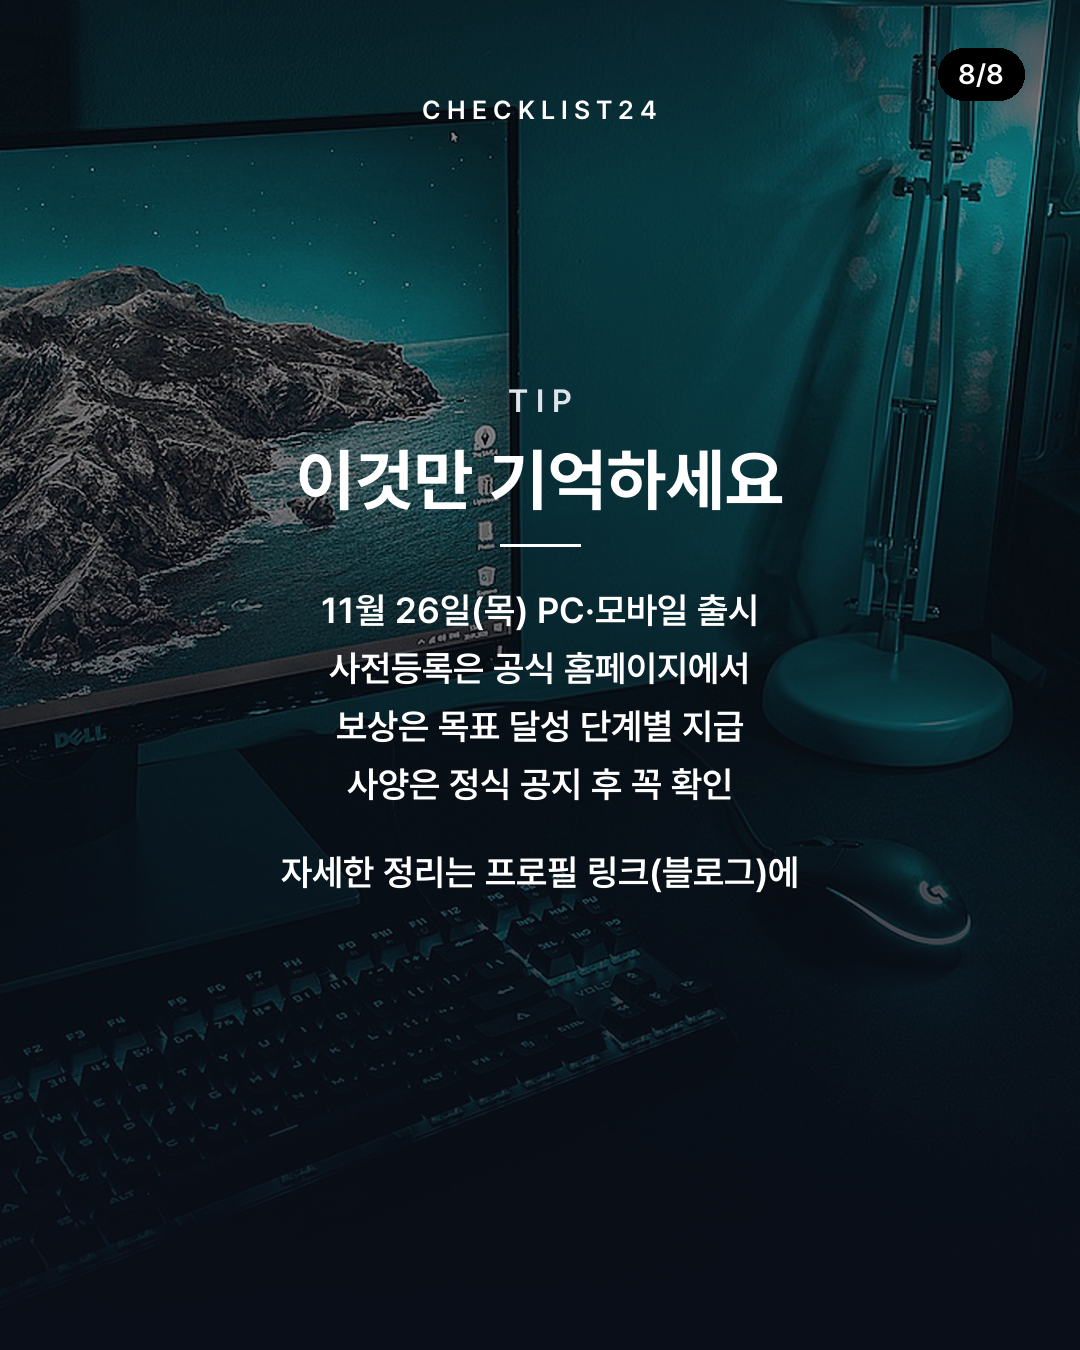 8/8
CHECKLIST24
TIP
이것만 기억하세요
11월 26일(목) PC·모바일 출시
사전등록은 공식 홈페이지에서
보상은 목표 달성 단계별 지급
사양은 정식 공지 후 꼭 확인
자세한 정리는 프로필 링크(블로그)에
DELL